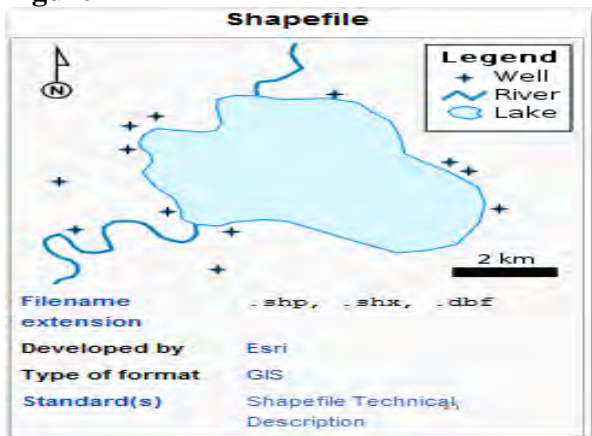 Shapefile
N
Legend
Well
River
Lake
2 km
Filename extension
.shp, .shx, .dbf
Developed by
Esri
Type of format
GIS
Standard(s)
Shapefile Technical
Description